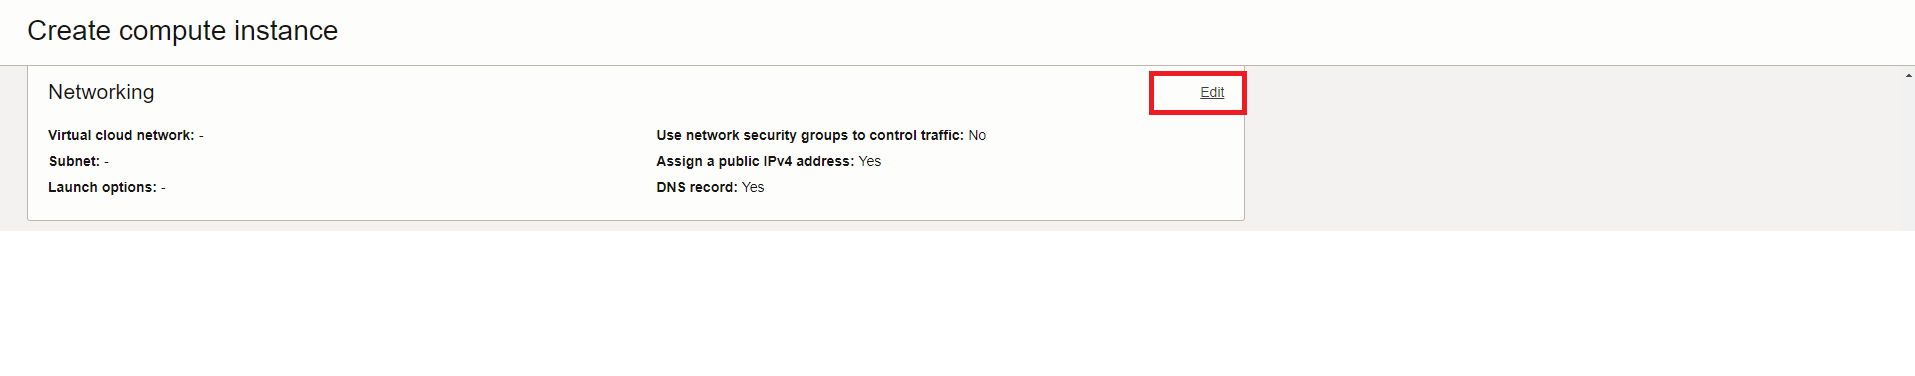 Create compute instance
Networking
Edit
Virtual cloud network: -
Subnet: -
Launch options: -
Use network security groups to control traffic: No
Assign a public IPv4 address: Yes
DNS record: Yes